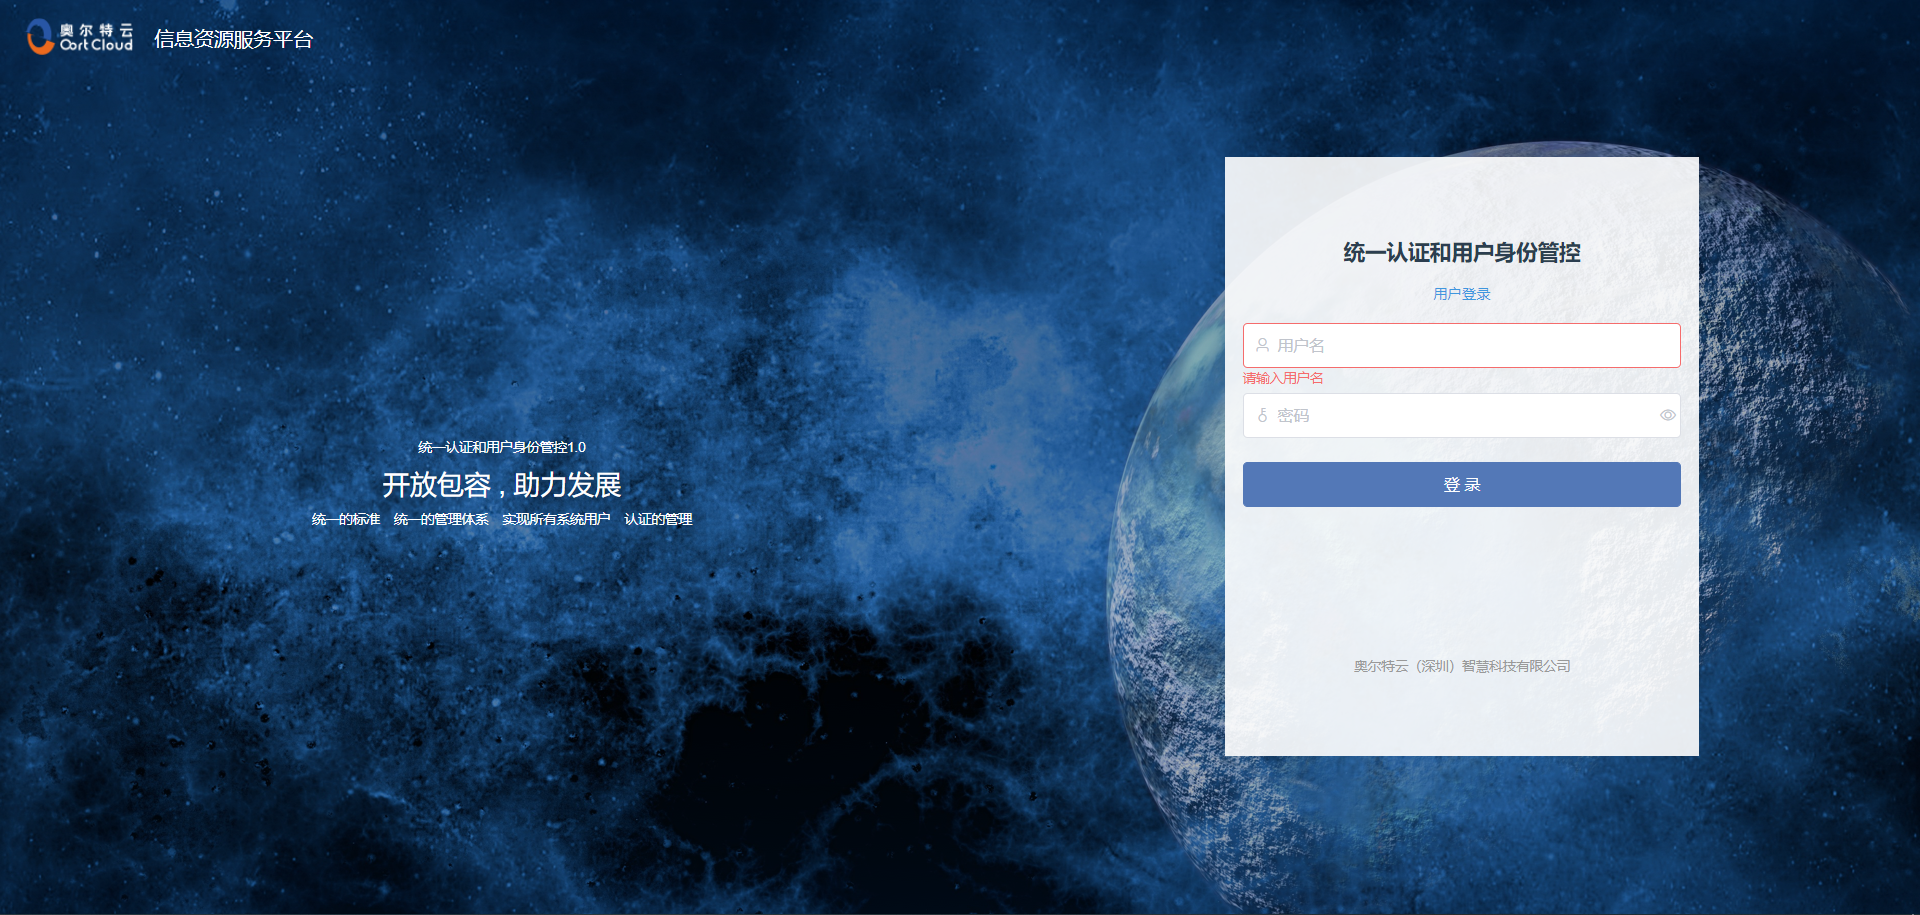 奥尔特云
Oort Cloud
信息资源服务平台
统一认证和用户身份管控
用户登录
用户名
请输入用户名
密码
登 录
统一认证和用户身份管控1.0
开放包容 , 助力发展
统一的标准 统一的管理体系 实现所有系统用户 认证的管理
奥尔特云（深圳）智慧科技有限公司